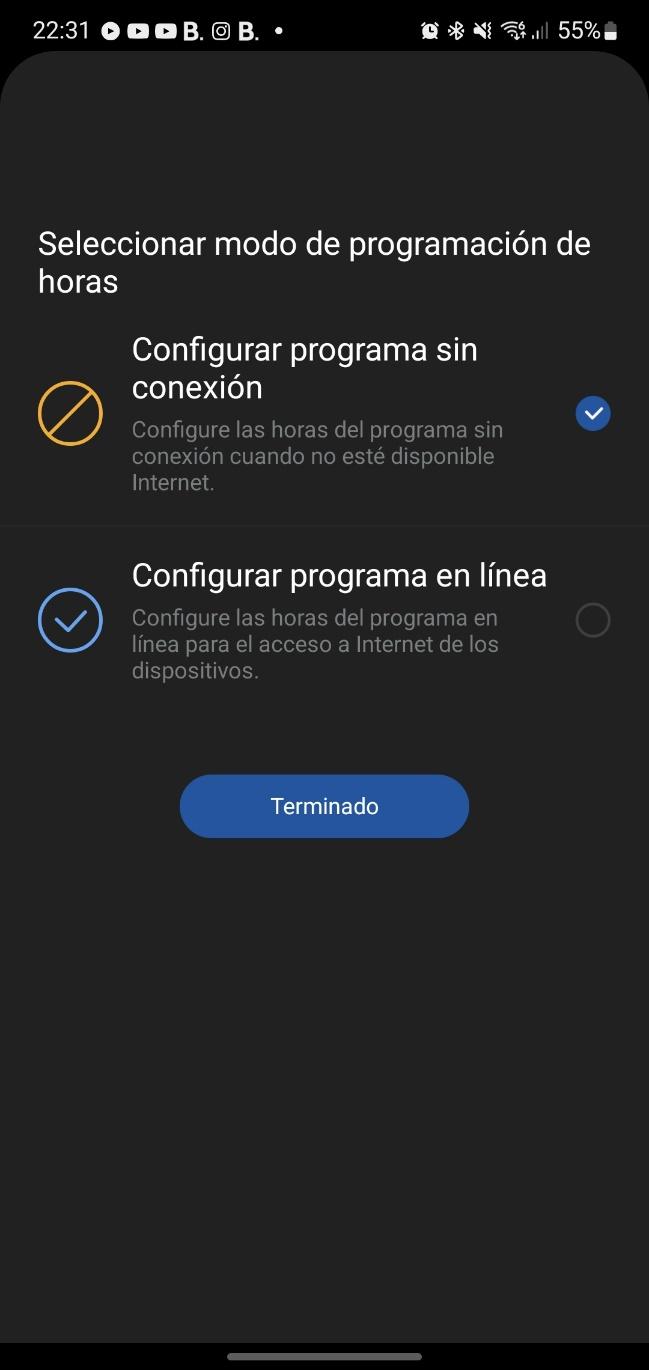 22:31 B. B. 55%
Seleccionar modo de programación de
horas
Configurar programa sin
conexión
Configure las horas del programa sin
conexión cuando no esté disponible
Internet.
Configurar programa en línea
Configure las horas del programa en
línea para el acceso a Internet de los
dispositivos.
Terminado